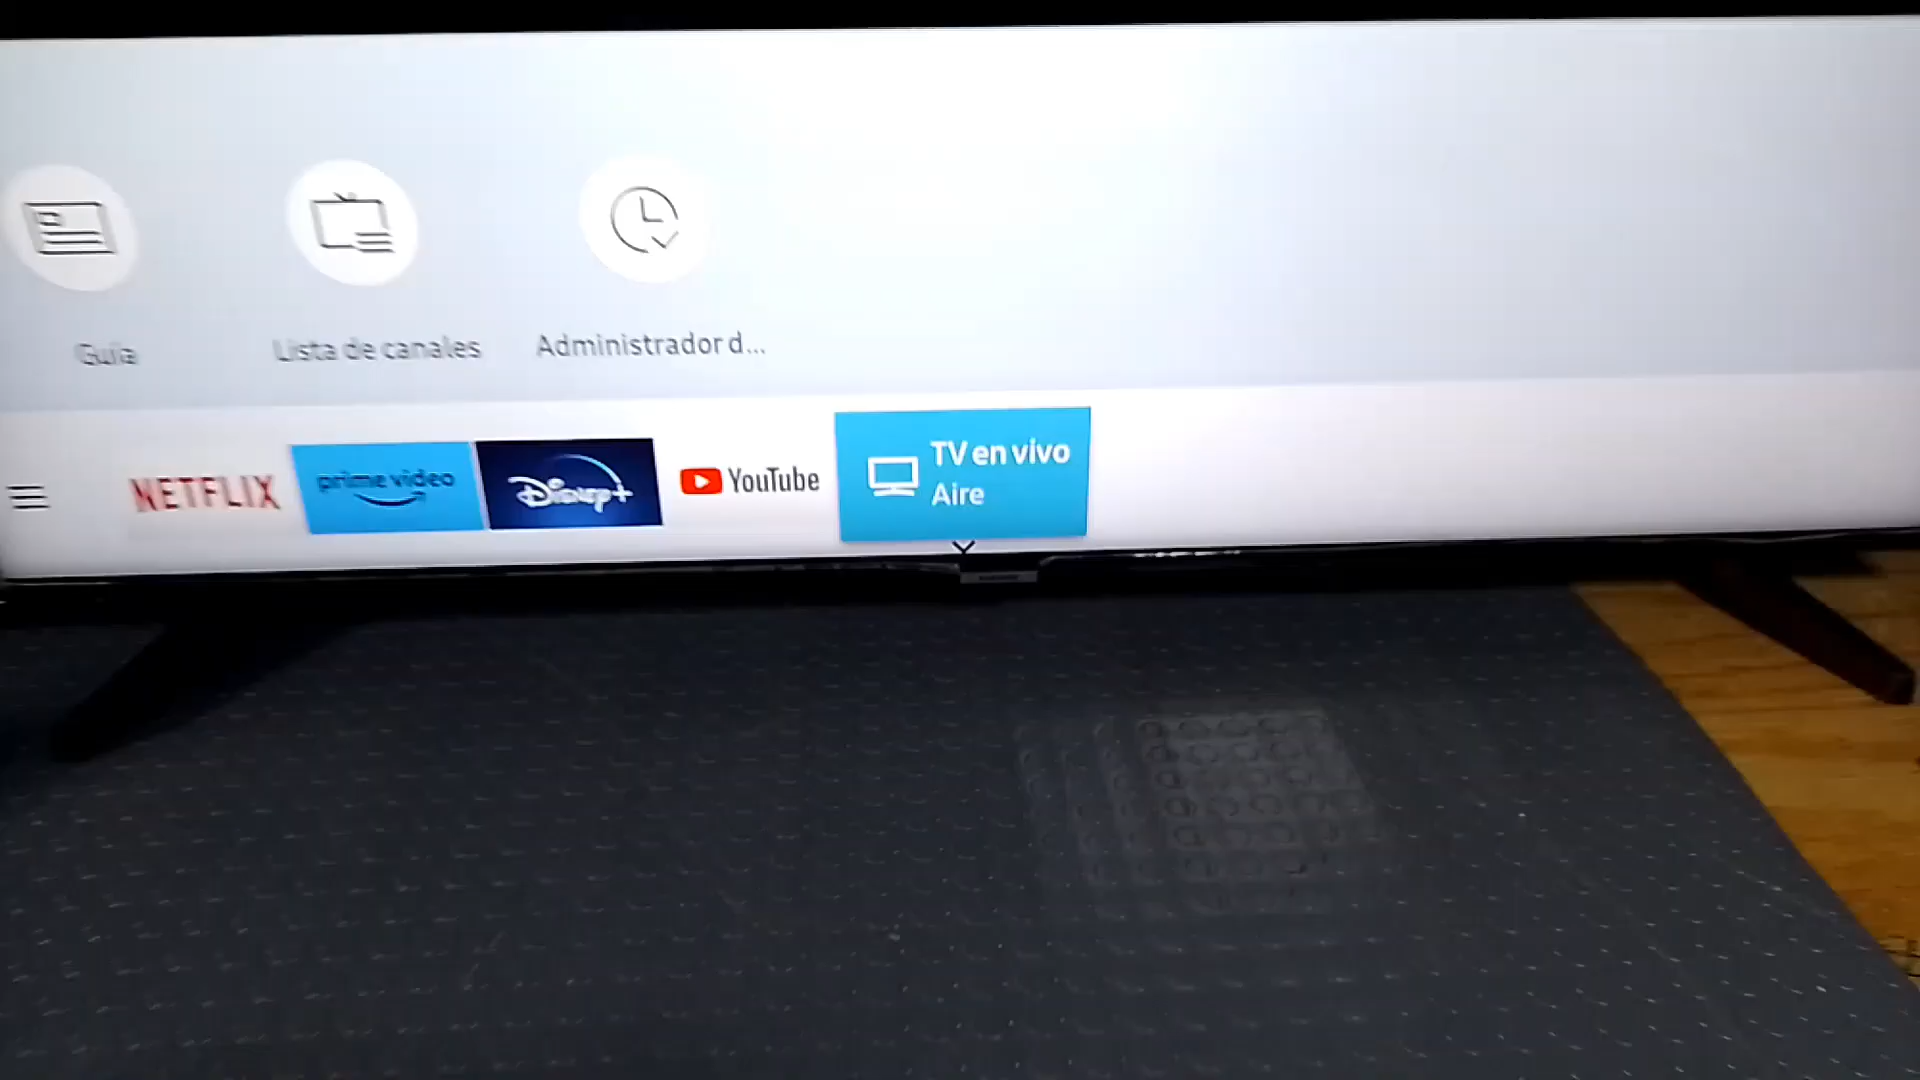 Guía
Lista de canales
Administrador d...
NETFLIX
prime video
Disney+
YouTube
TV en vivo
Aire